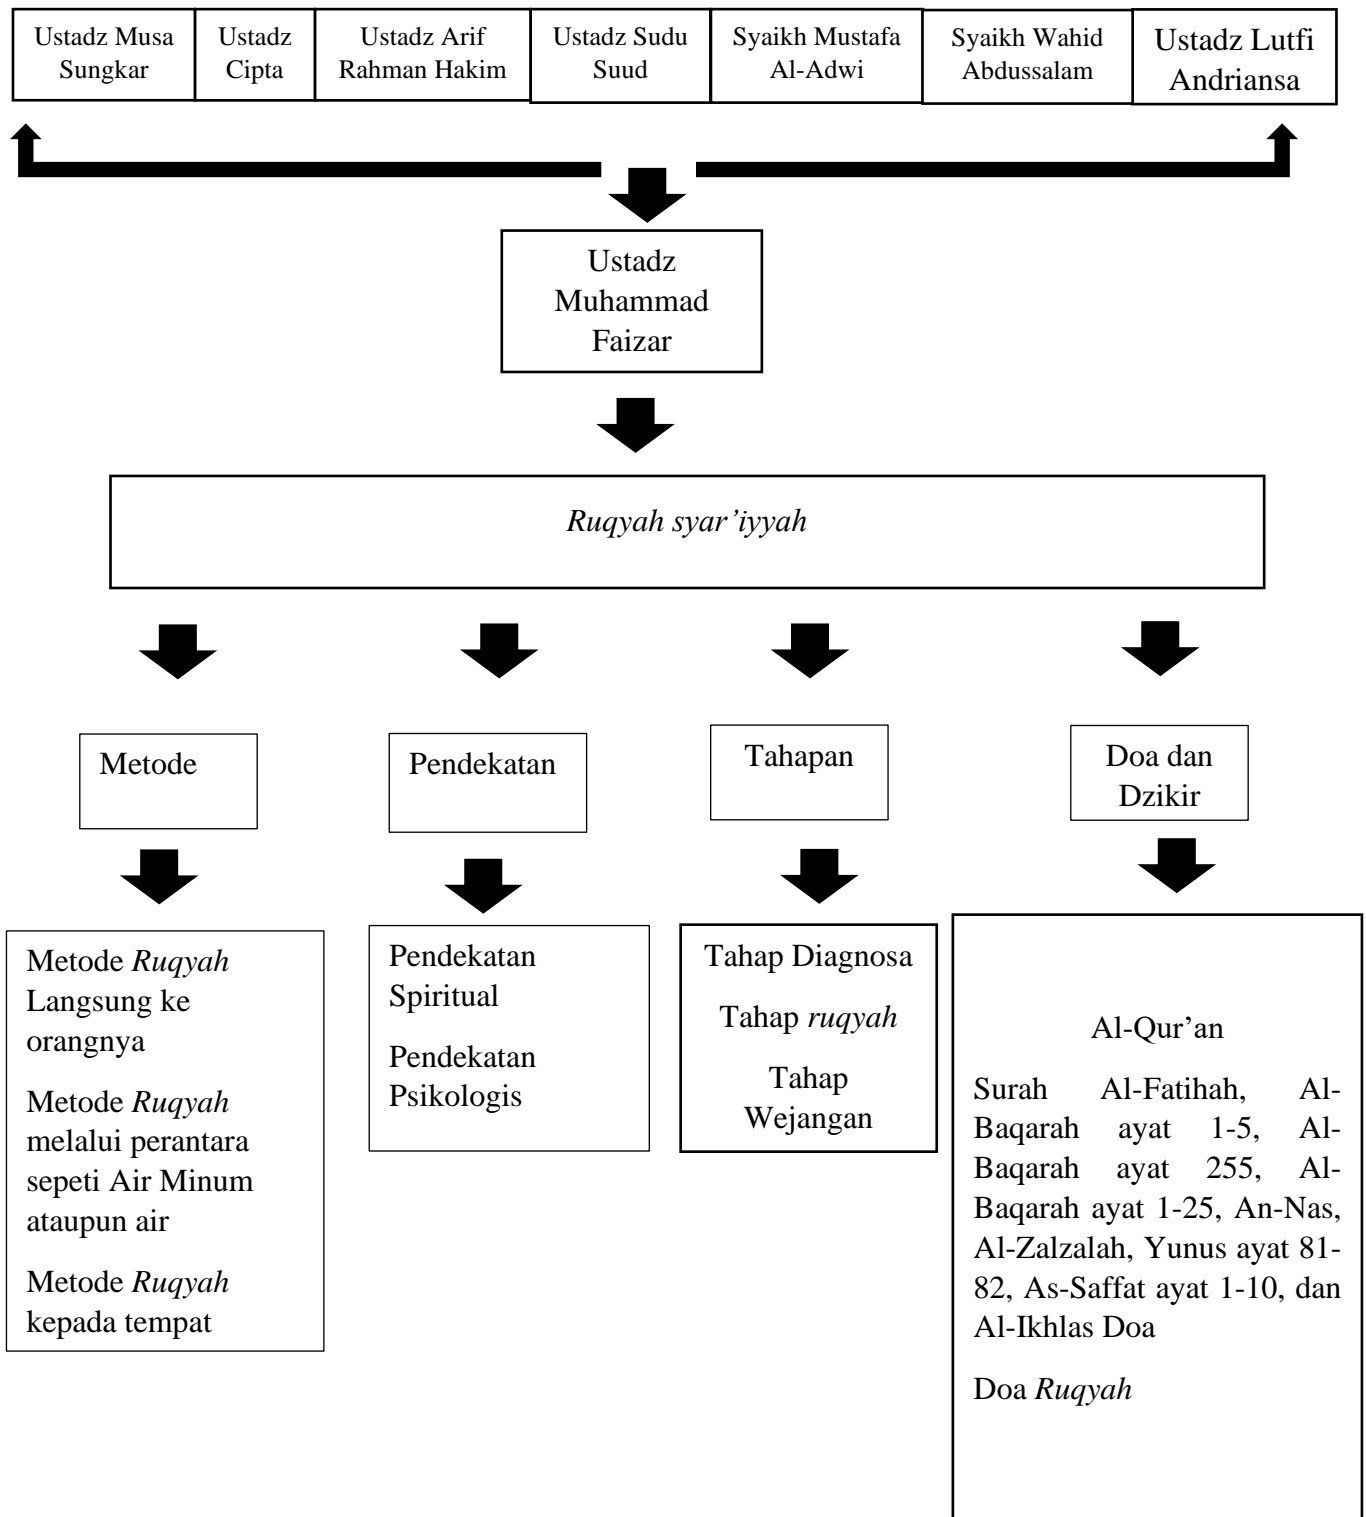 Ustadz Musa
Sungkar
Ustadz
Cipta
Ustadz Arif
Rahman Hakim
Ustadz Sudu
Suud
Syaikh Mustafa
Al-Adwi
Syaikh Wahid
Abdussalam
Ustadz Lutfi
Andriansa
Ustadz
Muhammad
Faizar
Ruqyah syar’iyyah
Metode
Pendekatan
Tahapan
Doa dan
Dzikir
Metode Ruqyah
Langsung ke
orangnya
Metode Ruqyah
melalui perantara
sepeti Air Minum
ataupun air
Metode Ruqyah
kepada tempat
Pendekatan
Spiritual
Pendekatan
Psikologis
Tahap Diagnosa
Tahap ruqyah
Tahap
Wejangan
Al-Qur’an
Surah Al-Fatihah, Al-
Baqarah ayat 1-5, Al-
Baqarah ayat 255, Al-
Baqarah ayat 1-25, An-Nas,
Al-Zalzalah, Yunus ayat 81-
82, As-Saffat ayat 1-10, dan
Al-Ikhlas Doa
Doa Ruqyah